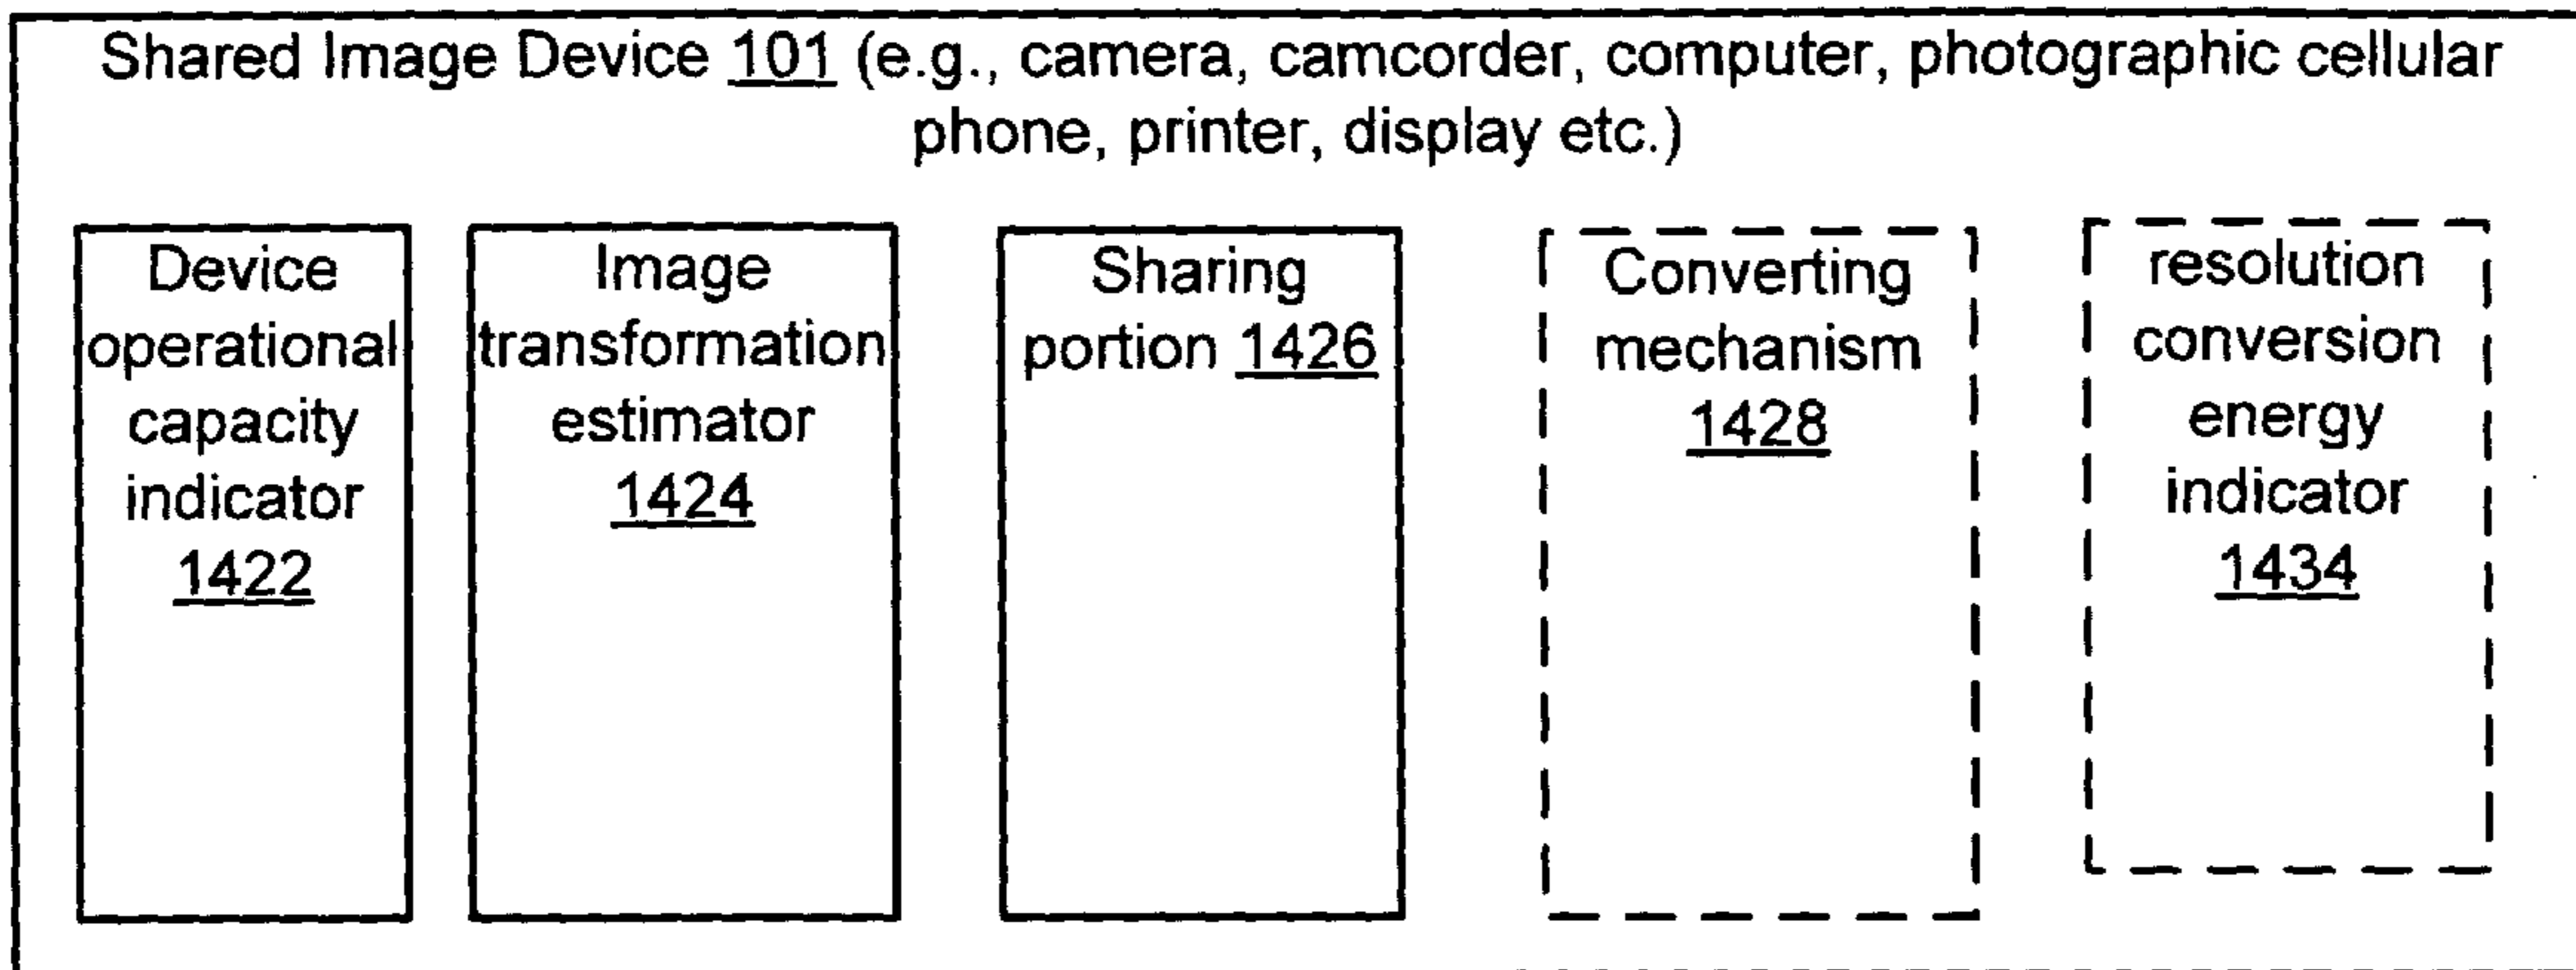 Shared Image Device 101 (e.g., camera, camcorder, computer, photographic cellular
phone, printer, display etc.)
Device
operational
capacity
indicator
1422
Image
transformation
estimator
1424
Sharing
portion 1426
Converting
mechanism
1428
resolution
conversion
energy
indicator
1434